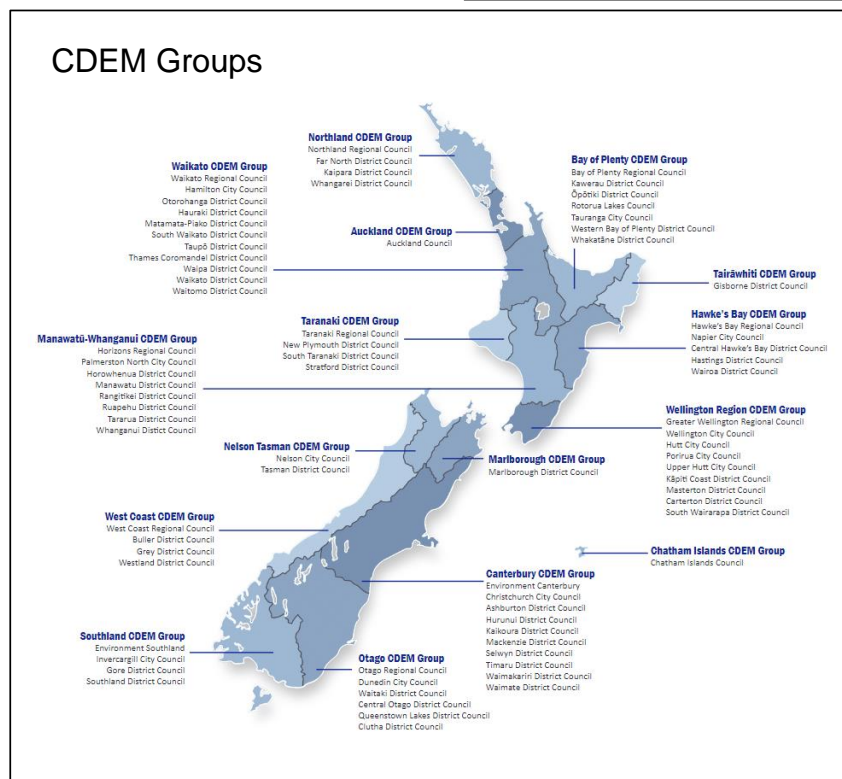 CDEM Groups
Northland CDEM Group
Northland Regional Council
Far North District Council
Kaipara District Council
Whangarei District Council
Waikato CDEM Group
Waikato Regional Council
Hamilton City Council
Otorohanga District Council
Hauraki District Council
Matamata-Piako District Council
South Waikato District Council
Taupō District Council
Thames Coromandel District Council
Waipa District Council
Waikato District Council
Waitomo District Council
Auckland CDEM Group
Auckland Council
Bay of Plenty CDEM Group
Bay of Plenty Regional Council
Kawerau District Council
Ōpōtiki District Council
Rotorua Lakes Council
Tauranga City Council
Western Bay of Plenty District Council
Whakatāne District Council
Tairāwhiti CDEM Group
Gisborne District Council
Taranaki CDEM Group
Taranaki Regional Council
New Plymouth District Council
South Taranaki District Council
Stratford District Council
Hawke's Bay CDEM Group
Hawke's Bay Regional Council
Napier City Council
Central Hawke's Bay District Council
Hastings District Council
Wairoa District Council
Manawatū-Whanganui CDEM Group
Horizons Regional Council
Palmerston North City Council
Horowhenua District Council
Manawatu District Council
Rangitikei District Council
Ruapehu District Council
Tararua District Council
Whanganui Distict Council
Wellington Region CDEM Group
Greater Wellington Regional Council
Wellington City Council
Hutt City Council
Porirua City Council
Upper Hutt City Council
Kāpiti Coast District Council
Masterton District Council
Carterton District Council
South Wairarapa District Council
Nelson Tasman CDEM Group
Nelson City Council
Tasman District Council
Marlborough CDEM Group
Marlborough District Council
West Coast CDEM Group
West Coast Regional Council
Buller District Council
Grey District Council
Westland District Council
Chatham Islands CDEM Group
Chatham Islands Council
Canterbury CDEM Group
Environment Canterbury
Christchurch City Council
Ashburton District Council
Hurunui District Council
Kaikoura District Council
Mackenzie District Council
Selwyn District Council
Timaru District Council
Waimakariri District Council
Waimate District Council
Southland CDEM Group
Environment Southland
Invercargill City Council
Gore District Council
Southland District Council
Otago CDEM Group
Otago Regional Council
Dunedin City Council
Waitaki District Council
Central Otago District Council
Queenstown Lakes District Council
Clutha District Council